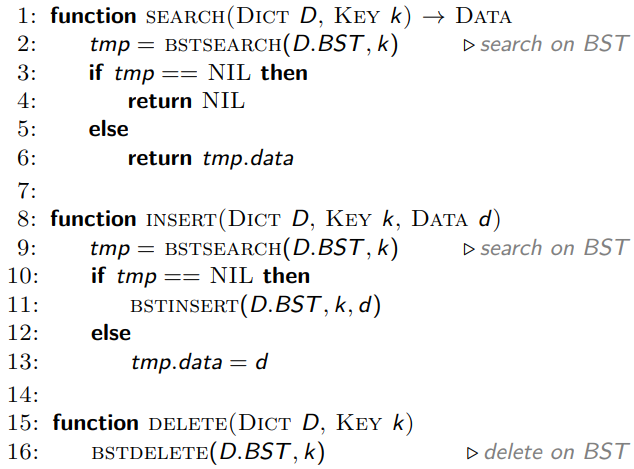 1: function SEARCH(DICT D, KEY k) → DATA
2: tmp = BSTSEARCH(D.BST, k) ▷ search on BST
3: if tmp == NIL then
4: return NIL
5: else
6: return tmp.data
7:
8: function INSERT(DICT D, KEY k, DATA d)
9: tmp = BSTSEARCH(D.BST, k) ▷ search on BST
10: if tmp == NIL then
11: BSTINSERT(D.BST, k, d)
12: else
13: tmp.data = d
14:
15: function DELETE(DICT D, KEY k)
16: BSTDELETE(D.BST, k) ▷ delete on BST